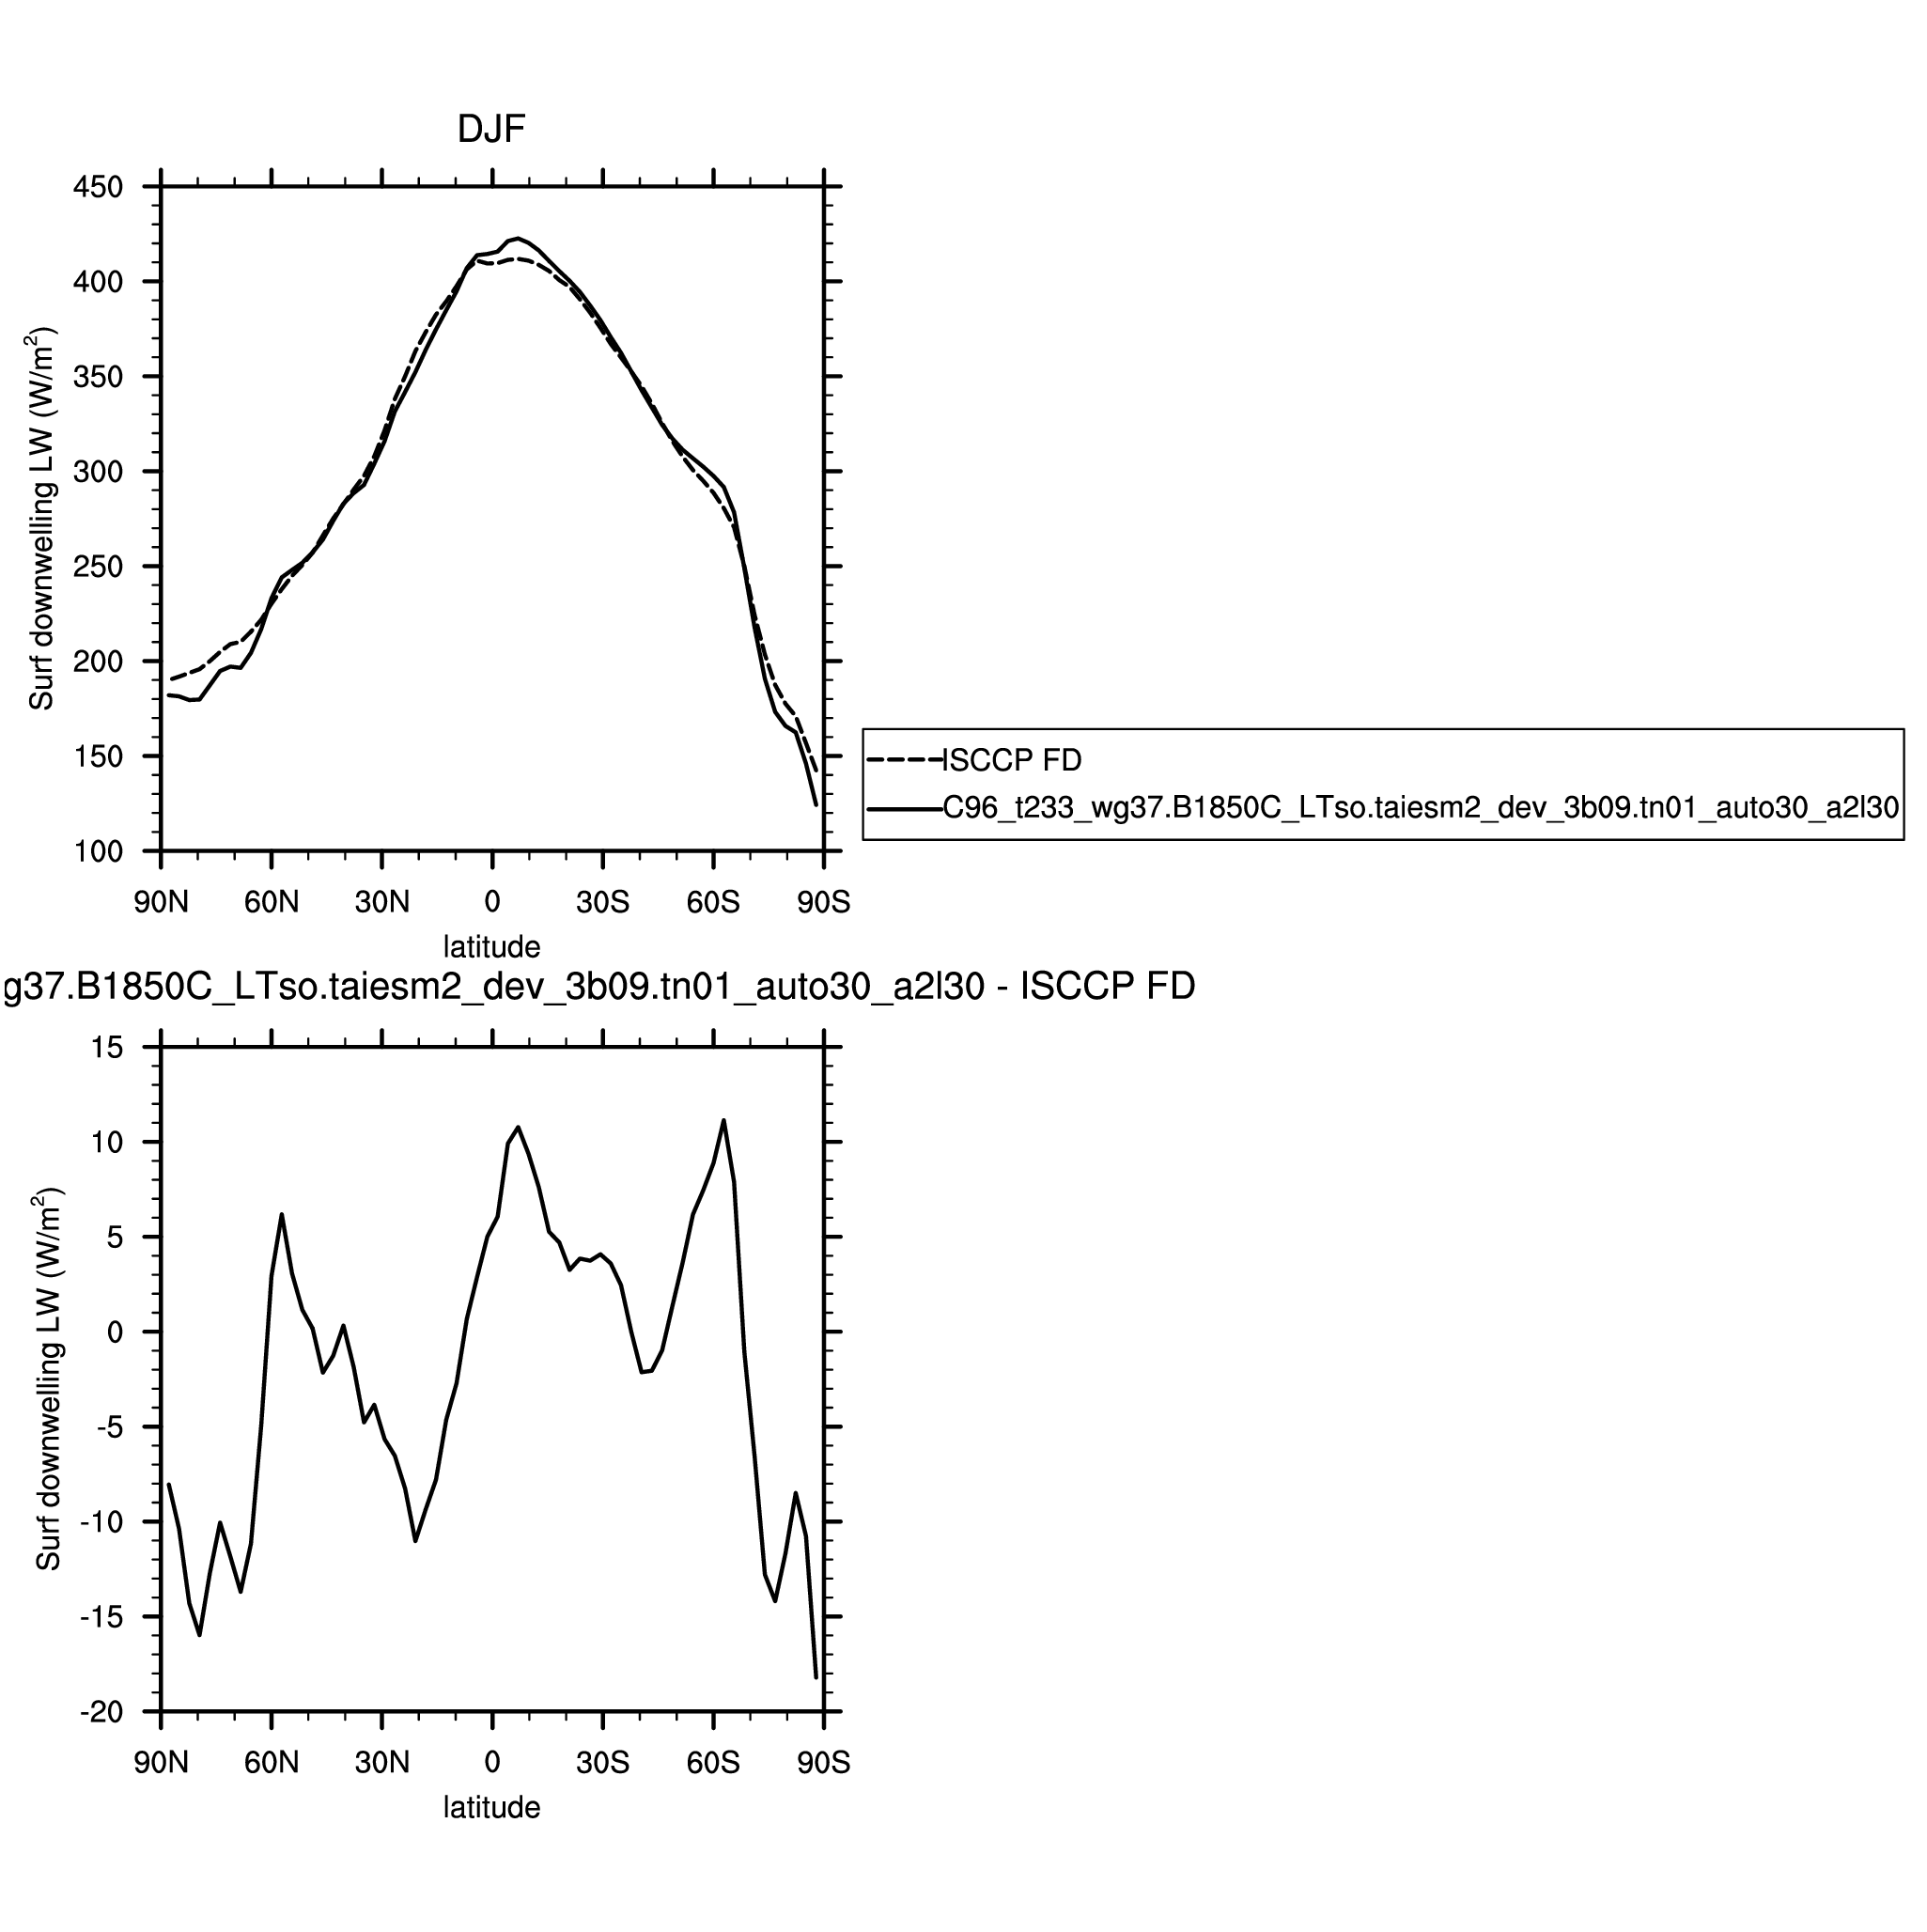 DJF
Surf downwelling LW (W/m²)
450
400
350
300
250
200
150
100
90N 60N 30N 0 30S 60S 90S
latitude
ISCCP FD
C96_t233_wg37.B1850C_LTso.taiesm2_dev_3b09.tn01_auto30_a2l30
g37.B1850C_LTso.taiesm2_dev_3b09.tn01_auto30_a2l30 - ISCCP FD
Surf downwelling LW (W/m²)
15
10
5
0
-5
-10
-15
-20
90N 60N 30N 0 30S 60S 90S
latitude